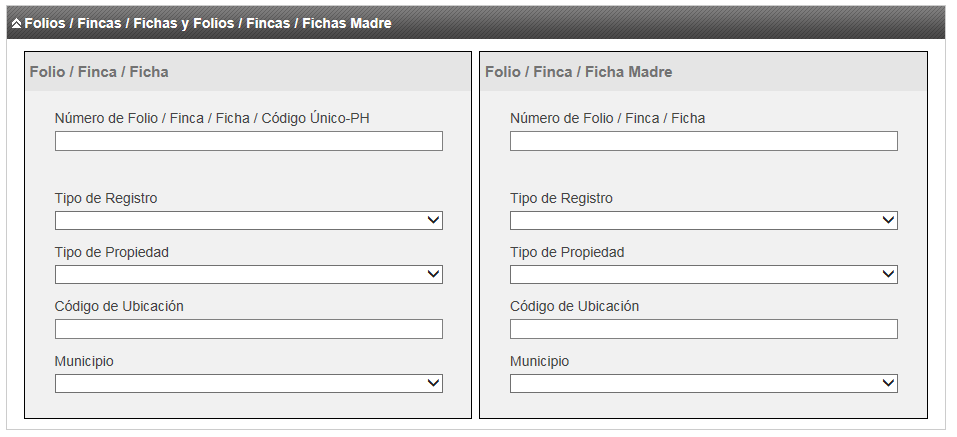 Folios / Fincas / Fichas y Folios / Fincas / Fichas Madre
Folio / Finca / Ficha
Número de Folio / Finca / Ficha / Código Único-PH
Tipo de Registro
Tipo de Propiedad
Código de Ubicación
Municipio
Folio / Finca / Ficha Madre
Número de Folio / Finca / Ficha
Tipo de Registro
Tipo de Propiedad
Código de Ubicación
Municipio